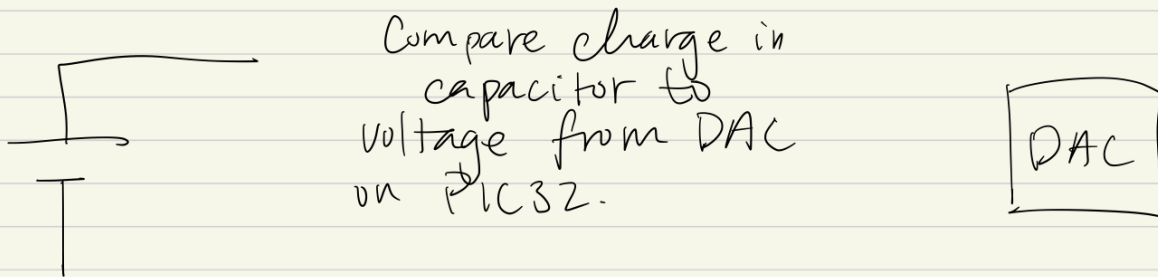 Compare charge in
capacitor to
voltage from DAC
on PIC32.
DAC